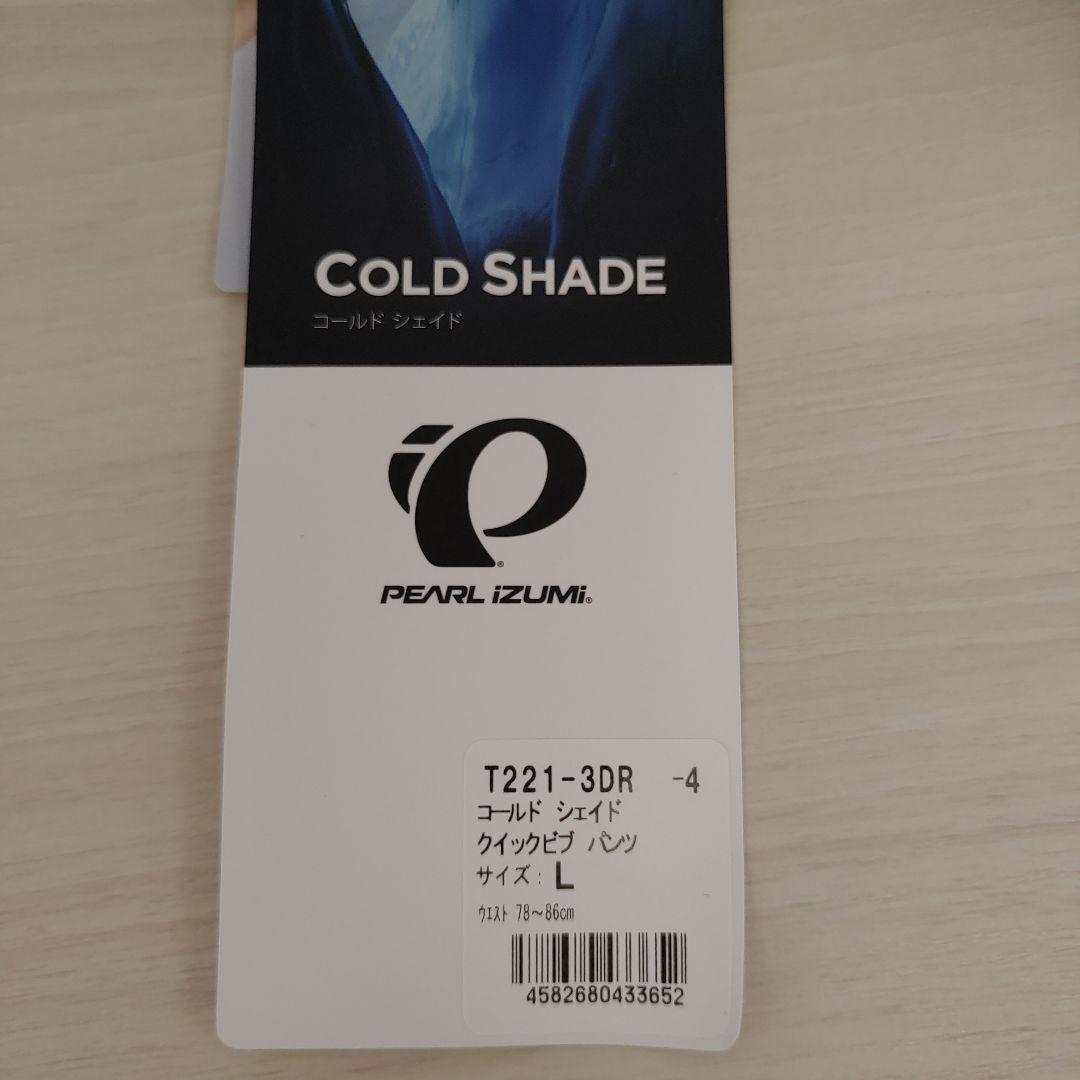 COLD SHADE
コールド シェイド
PEARL iZUMi®
T221-3DR -4
コールド シェイド
クイックビブ パンツ
サイズ: L
ウエスト 78～86cm
4582680433652